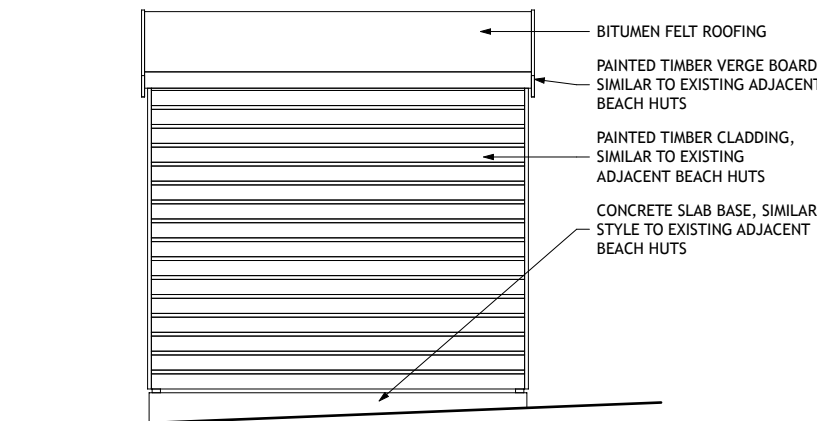 BITUMEN FELT ROOFING
PAINTED TIMBER VERGE BOARD
SIMILAR TO EXISTING ADJACENT
BEACH HUTS
PAINTED TIMBER CLADDING,
SIMILAR TO EXISTING
ADJACENT BEACH HUTS
CONCRETE SLAB BASE, SIMILAR
STYLE TO EXISTING ADJACENT
BEACH HUTS